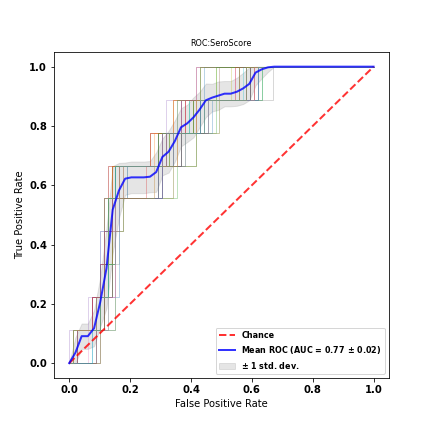 ROC:SeroScore
1.0
0.8
0.6
0.4
0.2
0.0
True Positive Rate
0.0 0.2 0.4 0.6 0.8 1.0
False Positive Rate
Chance
Mean ROC (AUC = 0.77 ± 0.02)
± 1 std. dev.